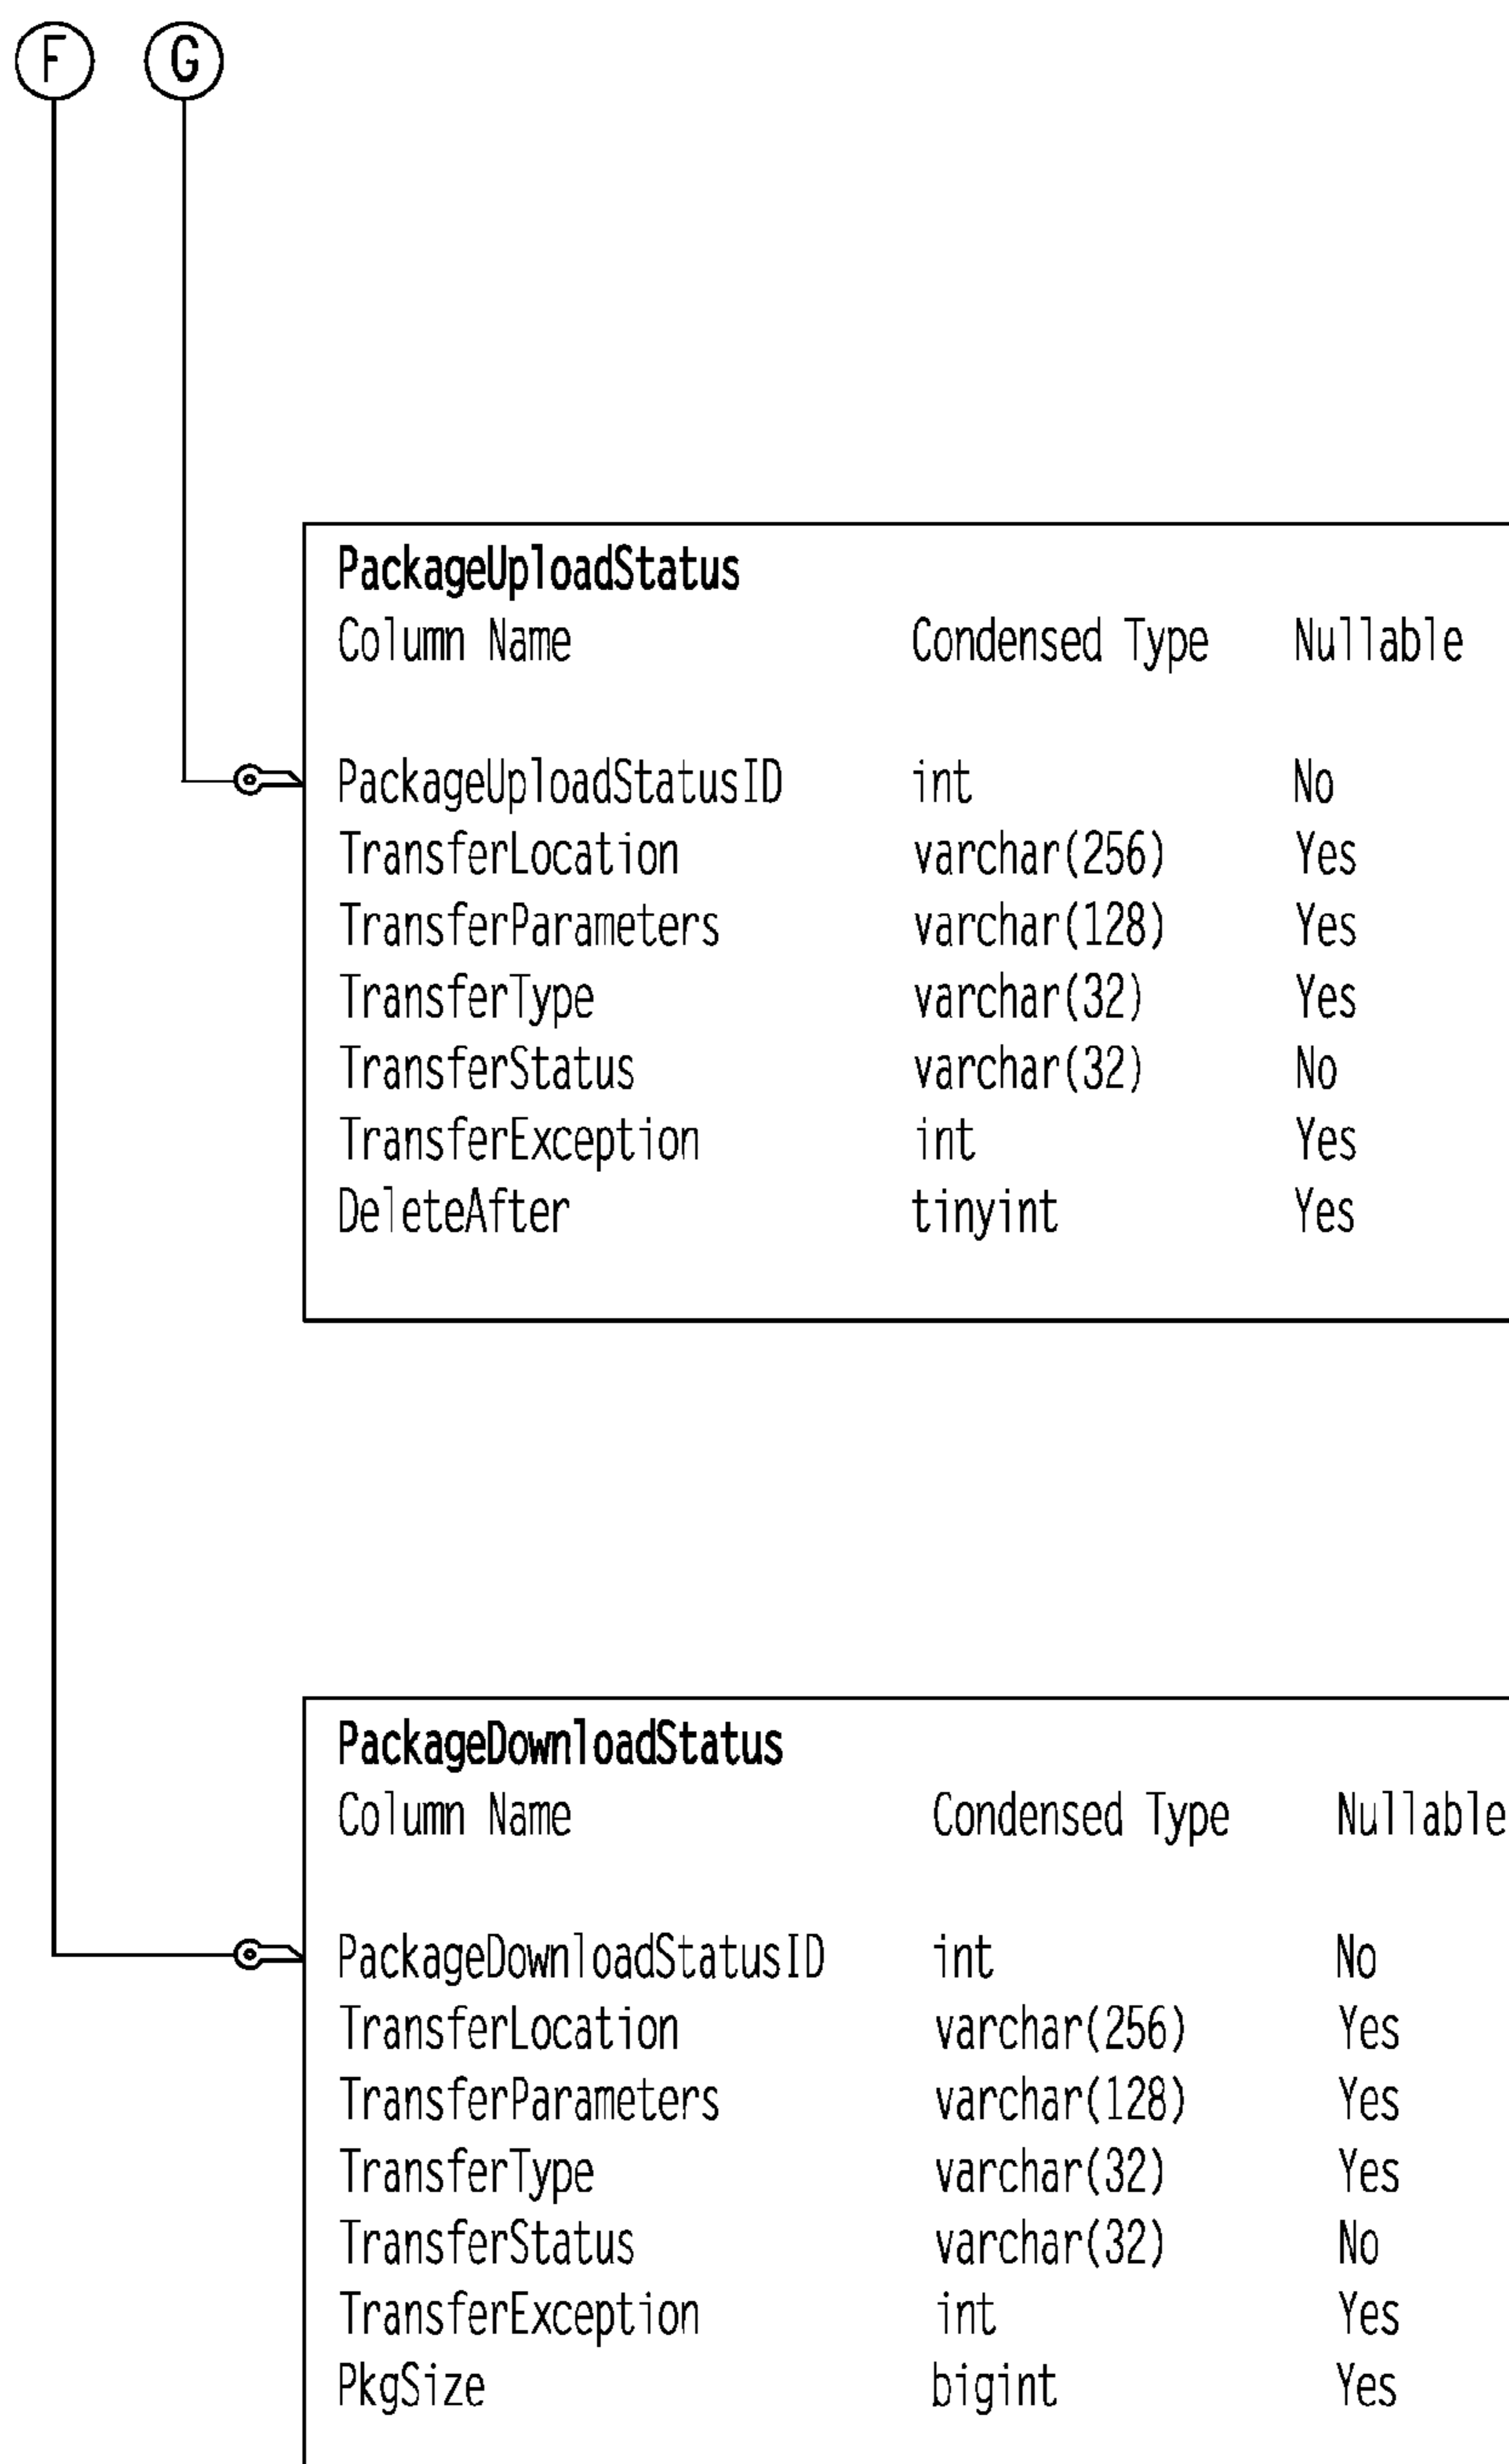 F G
PackageUploadStatus
Column Name Condensed Type Nullable
PackageUploadStatusID int No
TransferLocation varchar(256) Yes
TransferParameters varchar(128) Yes
TransferType varchar(32) Yes
TransferStatus varchar(32) No
TransferException int Yes
DeleteAfter tinyint Yes
PackageDownloadStatus
Column Name Condensed Type Nullable
PackageDownloadStatusID int No
TransferLocation varchar(256) Yes
TransferParameters varchar(128) Yes
TransferType varchar(32) Yes
TransferStatus varchar(32) No
TransferException int Yes
PkgSize bigint Yes